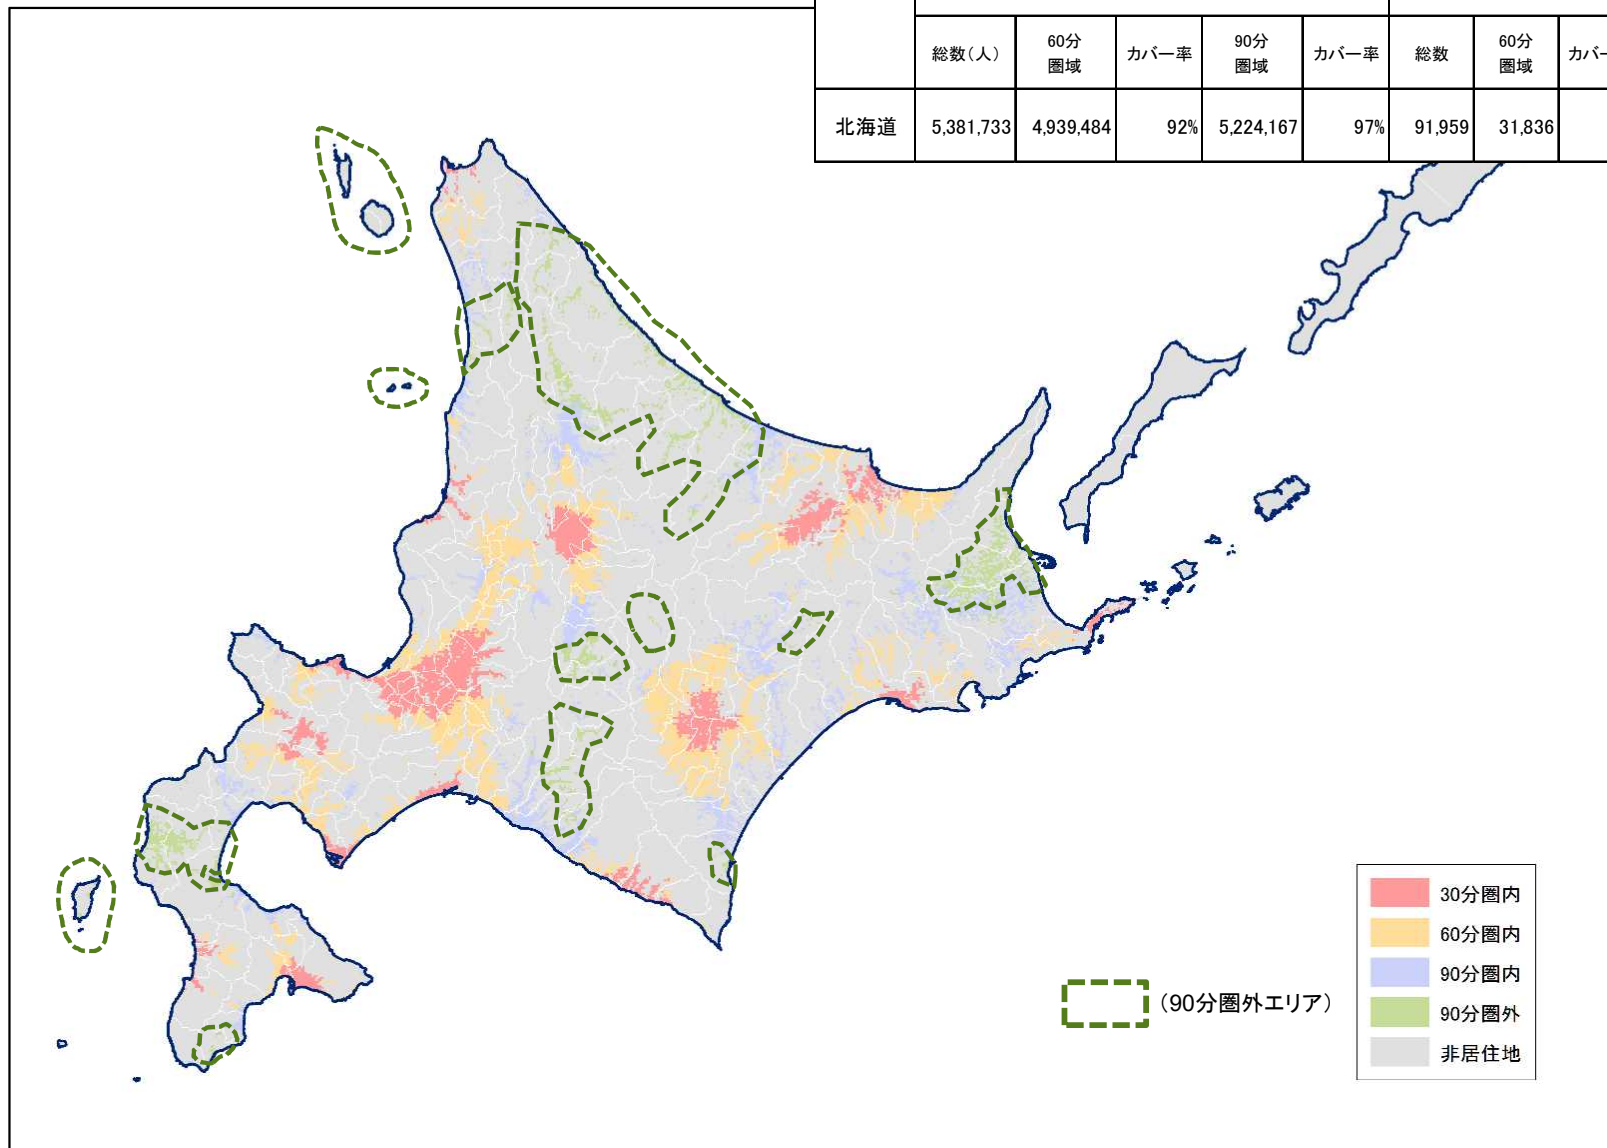 総数(人) 60分圏域 カバー率 90分圏域 カバー率 総数 60分圏域 カバー
北海道 5,381,733 4,939,484 92% 5,224,167 97% 91,959 31,836
30分圏内
60分圏内
90分圏内
90分圏外
非居住地
(90分圏外エリア)